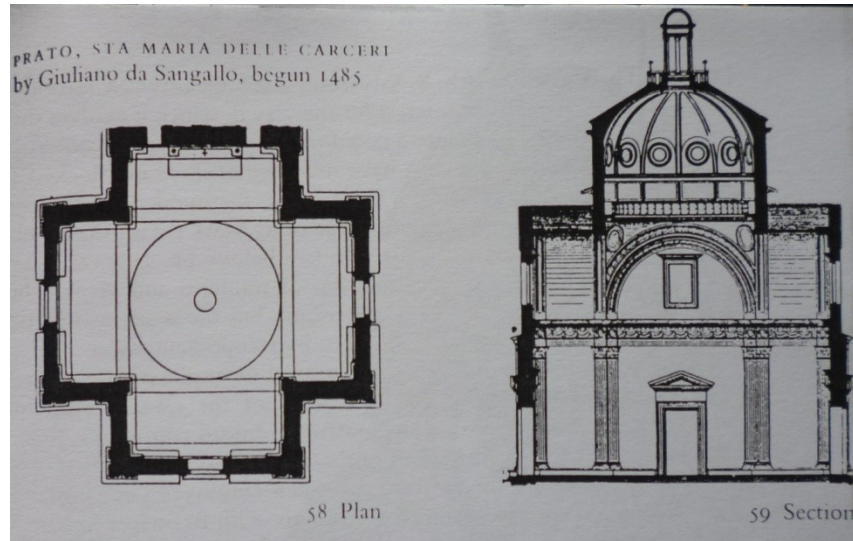 PRATO, STA MARIA DELLE CARCERI
by Giuliano da Sangallo, begun 1485
58 Plan
59 Section